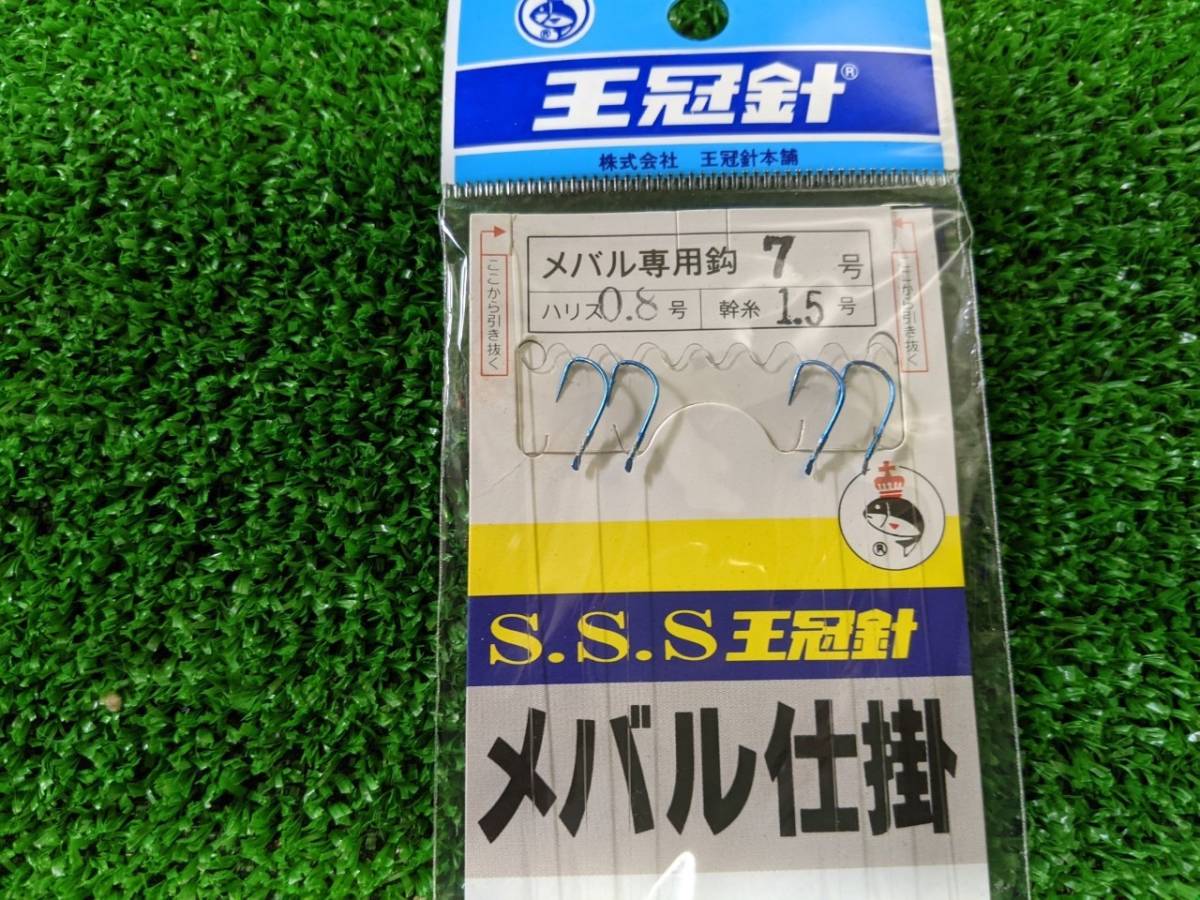 王冠針®
株式会社 王冠針本舗
メバル専用鈎 7 号
ハリス 0.8 号 幹糸 1.5 号
ここから引き抜く
ここから引き抜く
®
S.S.S王冠針
メバル仕掛